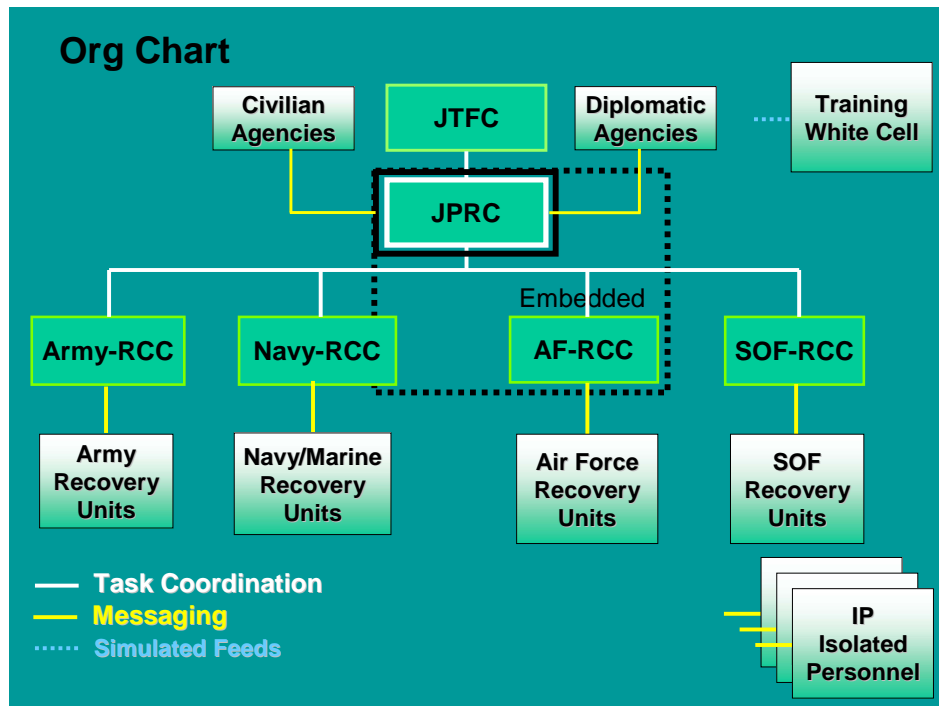 Org Chart
Civilian
Agencies
JTFC
Diplomatic
Agencies
Training
White Cell
JPRC
Embedded
Army-RCC
Navy-RCC
AF-RCC
SOF-RCC
Army
Recovery
Units
Navy/Marine
Recovery
Units
Air Force
Recovery
Units
SOF
Recovery
Units
Task Coordination
Messaging
Simulated Feeds
IP
Isolated
Personnel